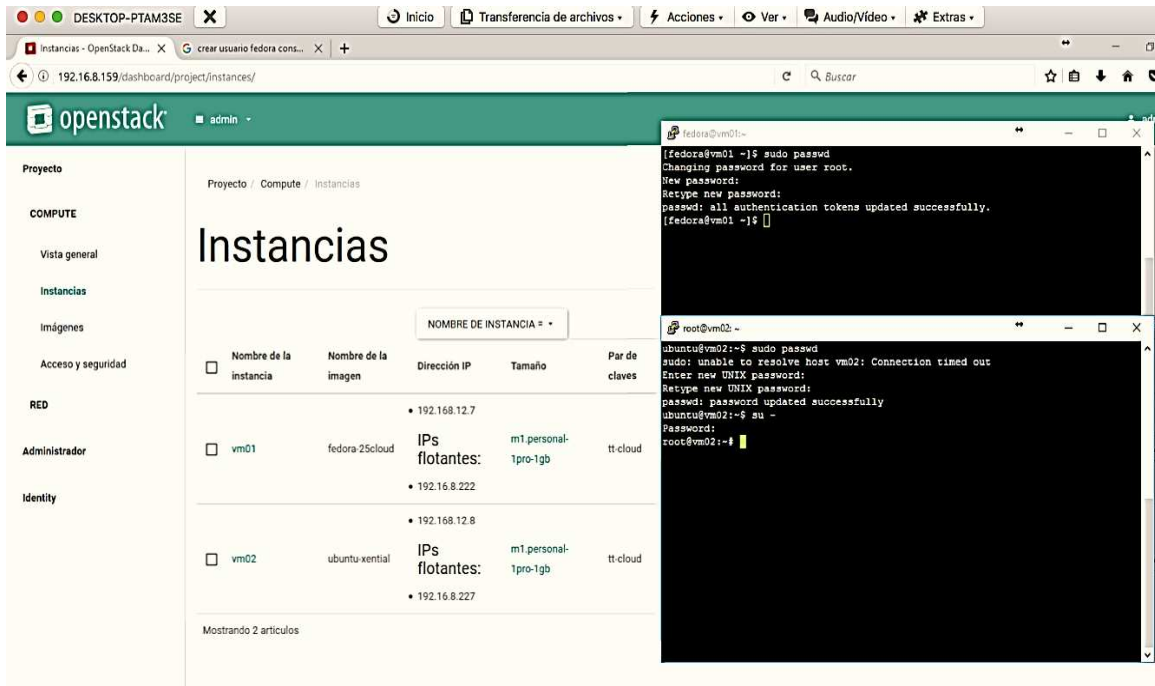 DESKTOP-PTAM3SE X Inicio Transferencia de archivos Acciones Ver Audio/Vídeo Extras
Instancias - OpenStack Da... crear usuario fedora cons... +
192.16.8.159/dashboard/project/instances/ Buscar
openstack admin
Proyecto
COMPUTE
Vista general
Instancias
Imágenes
Acceso y seguridad
RED
Administrador
Identity
Proyecto / Compute / Instancias
Instancias
NOMBRE DE INSTANCIA =
Nombre de la instancia Nombre de la imagen Dirección IP Tamaño Par de claves
192.168.12.7
IPs flotantes:
vm01 fedora-25cloud m1.personal-1pro-1gb tt-cloud
192.16.8.222
192.168.12.8
IPs flotantes:
vm02 ubuntu-xential m1.personal-1pro-1gb tt-cloud
192.16.8.227
Mostrando 2 articulos
fedora@vm01:~
[fedora@vm01 ~]$ sudo passwd
Changing password for user root.
New password:
Retype new password:
passwd: all authentication tokens updated successfully.
[fedora@vm01 ~]$
root@vm02: ~
ubuntu@vm02:~$ sudo passwd
sudo: unable to resolve host vm02: Connection timed out
Enter new UNIX password:
Retype new UNIX password:
passwd: password updated successfully
ubuntu@vm02:~$ su -
Password:
root@vm02:~#